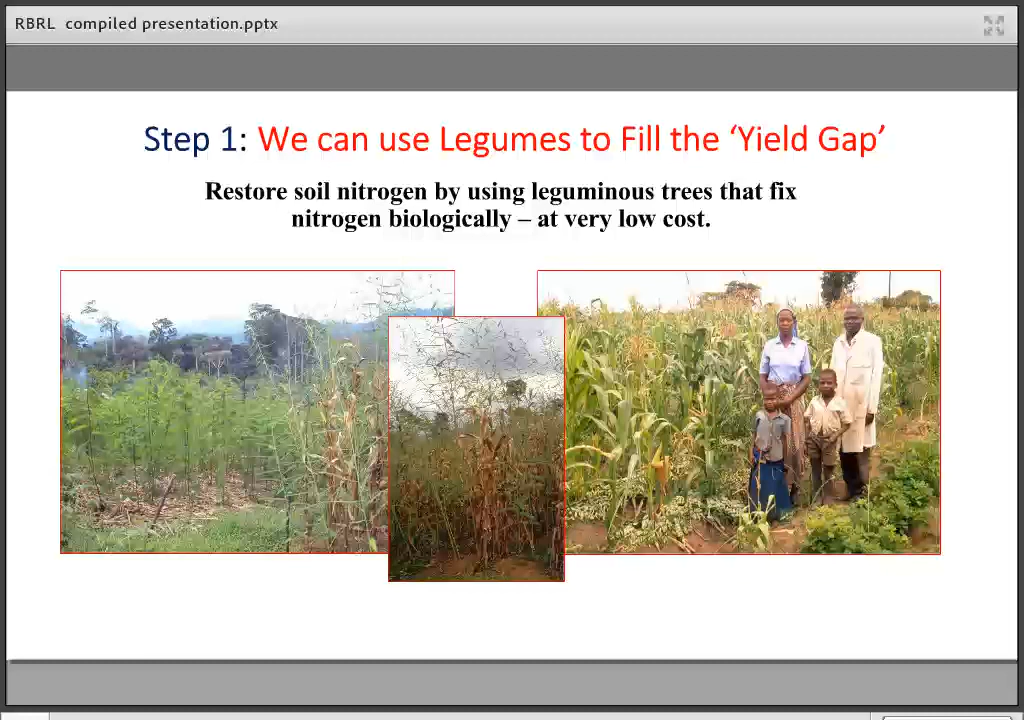 RBRL compiled presentation.pptx
Step 1: We can use Legumes to Fill the ‘Yield Gap’
Restore soil nitrogen by using leguminous trees that fix
nitrogen biologically – at very low cost.